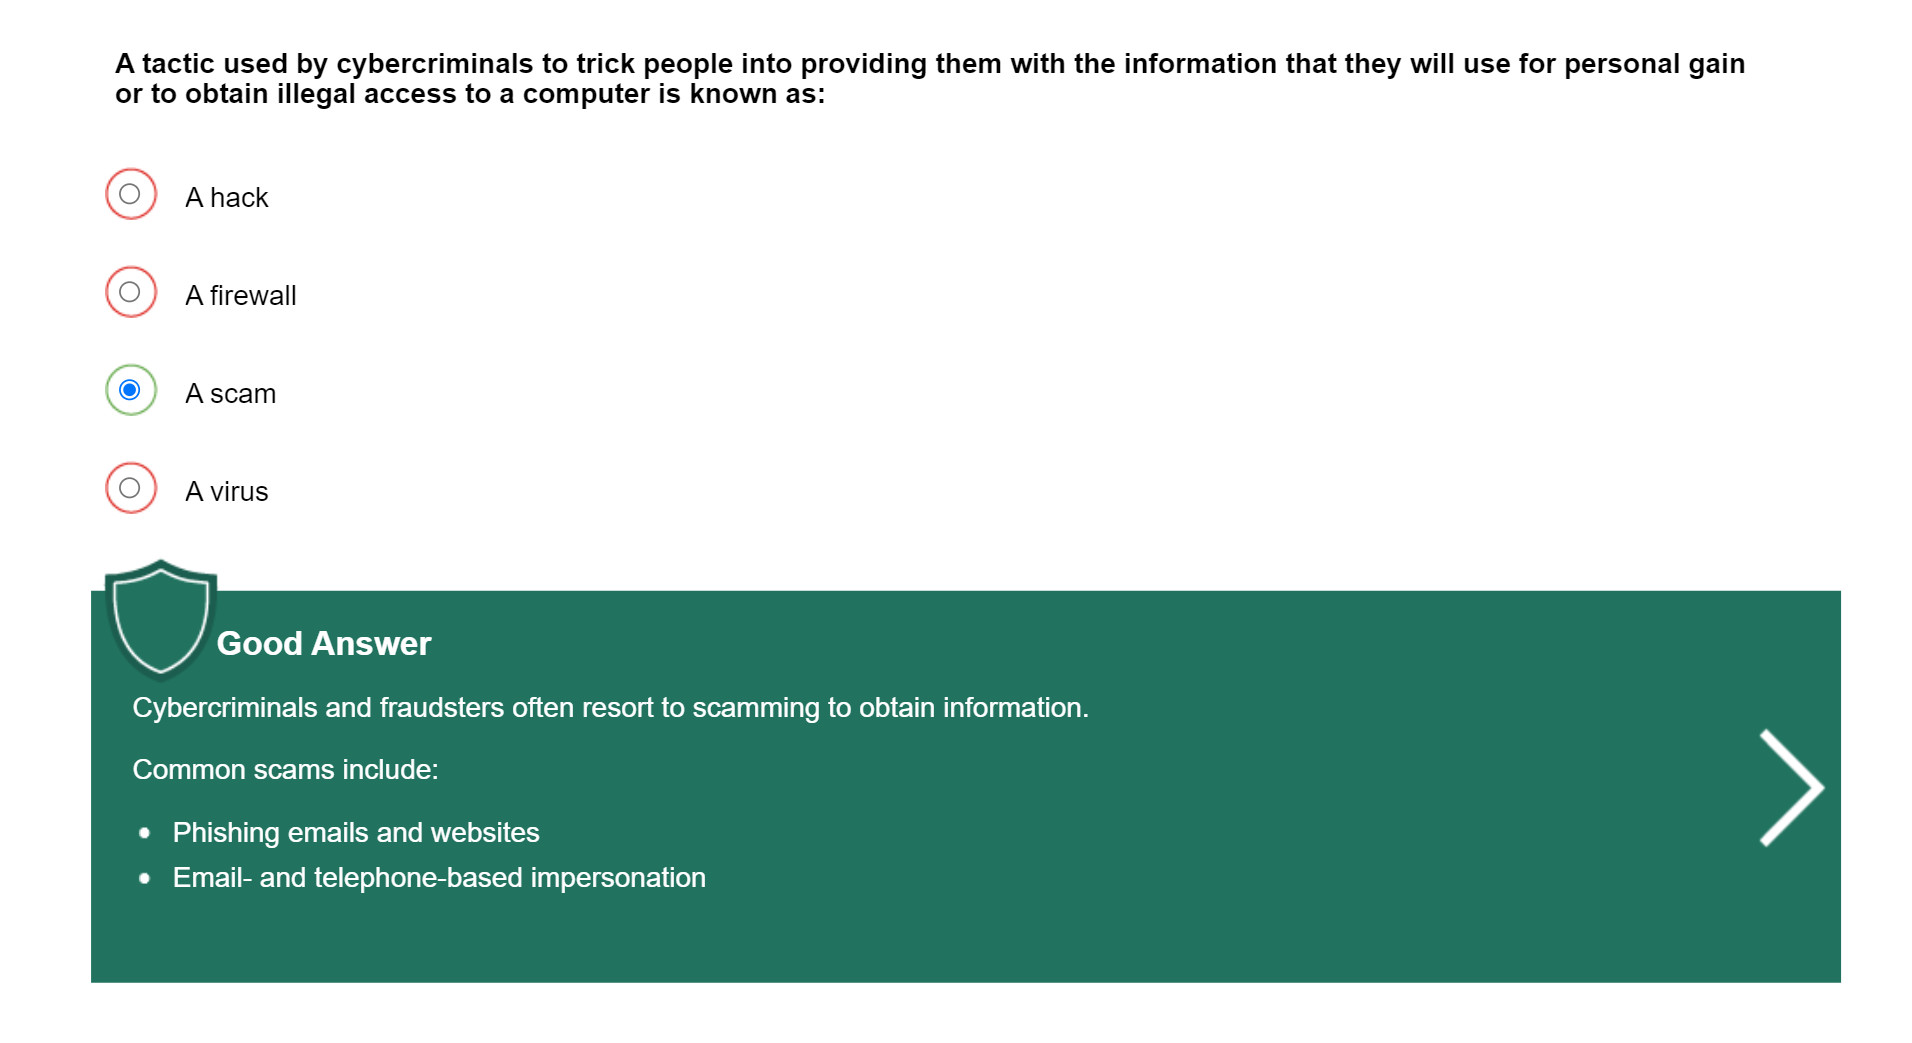 A tactic used by cybercriminals to trick people into providing them with the information that they will use for personal gain
or to obtain illegal access to a computer is known as:
A hack
A firewall
A scam
A virus
Good Answer
Cybercriminals and fraudsters often resort to scamming to obtain information.
Common scams include:
• Phishing emails and websites
• Email- and telephone-based impersonation